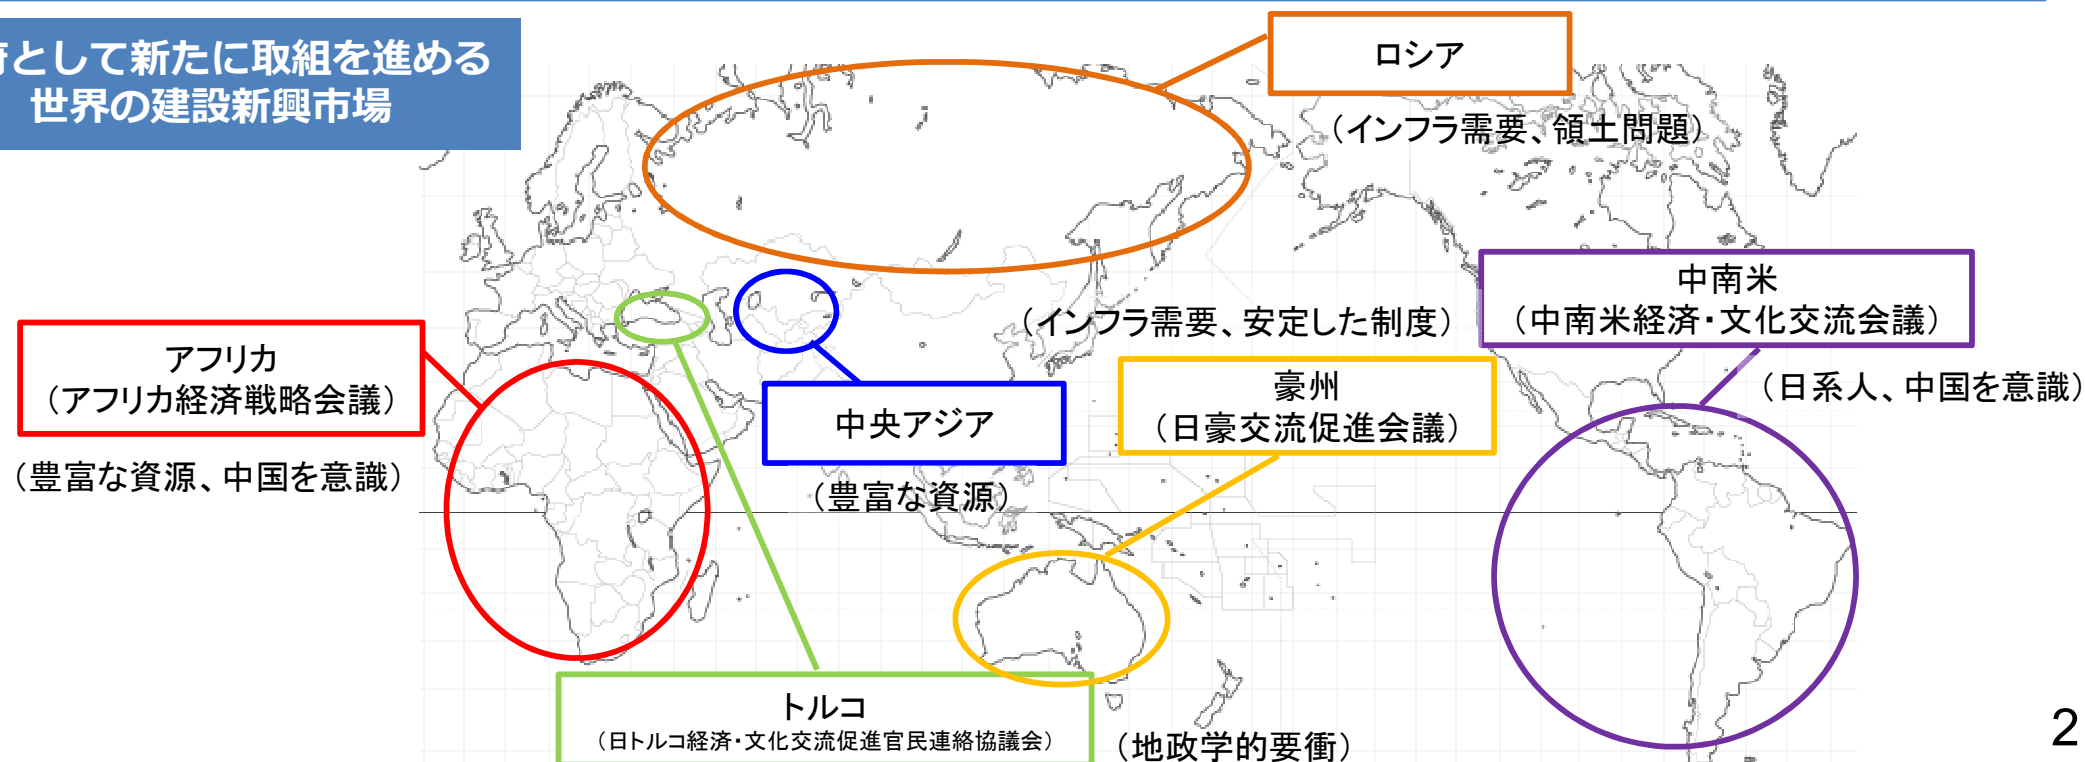 として新たに取組を進める
世界の建設新興市場
ロシア
（インフラ需要、領土問題）
中南米
（中南米経済・文化交流会議）
（日系人、中国を意識）
（インフラ需要、安定した制度）
豪州
（日豪交流促進会議）
アフリカ
（アフリカ経済戦略会議）
（豊富な資源、中国を意識）
中央アジア
（豊富な資源）
トルコ
（日トルコ経済・文化交流促進官民連絡協議会）
（地政学的要衝）
2